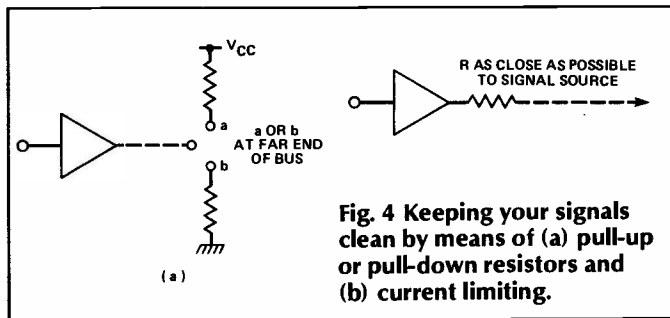 VCC
a
a OR b
AT FAR END
OF BUS
b
(a)
R AS CLOSE AS POSSIBLE
TO SIGNAL SOURCE
Fig. 4 Keeping your signals
clean by means of (a) pull-up
or pull-down resistors and
(b) current limiting.